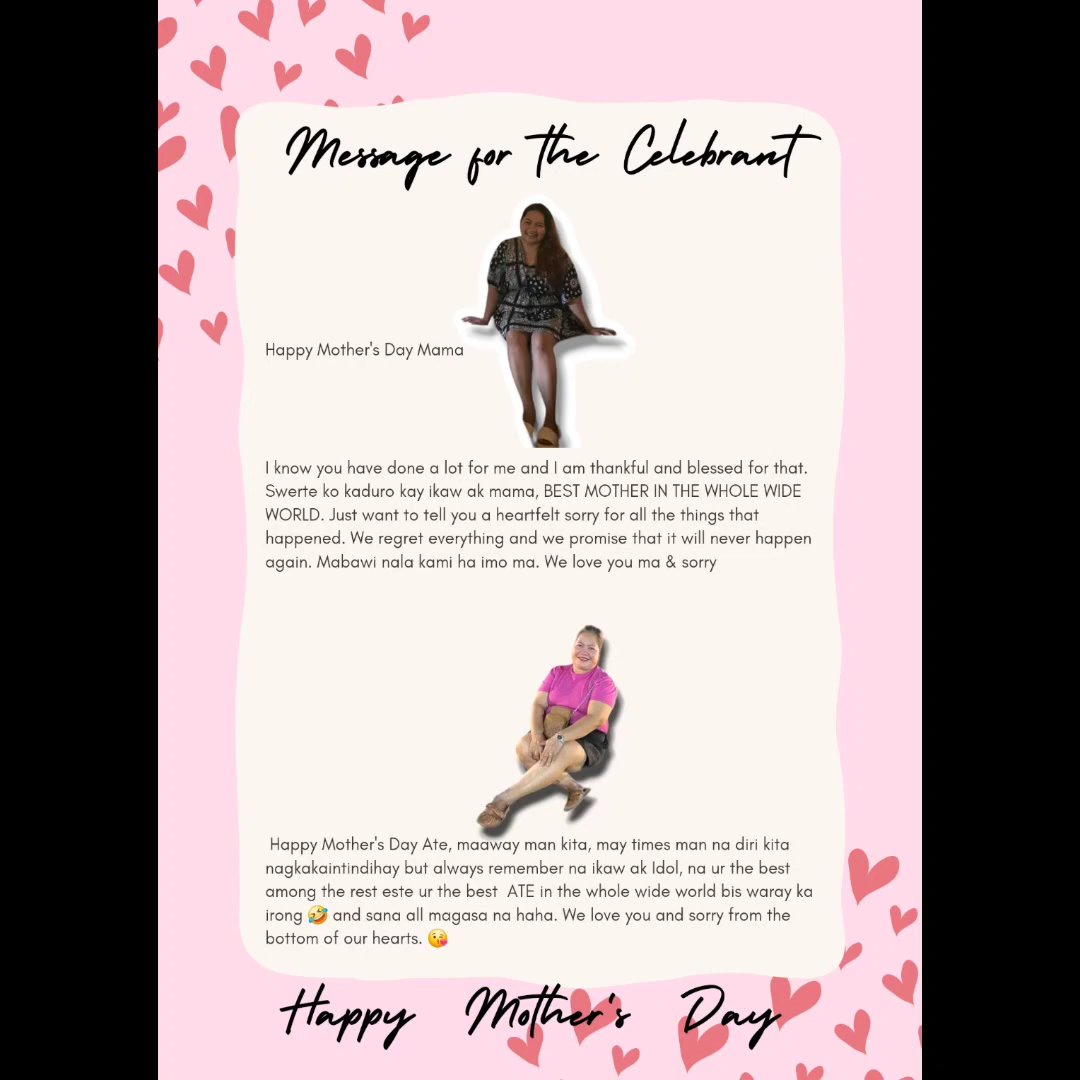 Message for the Celebrant
Happy Mother's Day Mama
I know you have done a lot for me and I am thankful and blessed for that.
Swerte ko kaduro kay ikaw ak mama, BEST MOTHER IN THE WHOLE WIDE
WORLD. Just want to tell you a heartfelt sorry for all the things that
happened. We regret everything and we promise that it will never happen
again. Mabawi nala kami ha imo ma. We love you ma & sorry
Happy Mother's Day Ate, maaway man kita, may times man na diri kita
nagkakaintindihay but always remember na ikaw ak Idol, na ur the best
among the rest este ur the best ATE in the whole wide world bis waray ka
irong 🤣 and sana all magasa na haha. We love you and sorry from the
bottom of our hearts. 😘
Happy Mother's Day